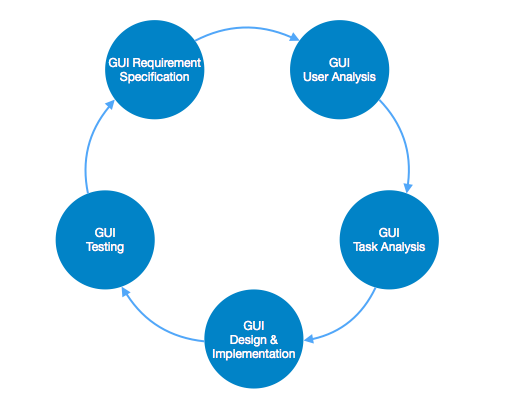 GUI Requirement
Specification
GUI
User Analysis
GUI
Task Analysis
GUI
Design &
Implementation
GUI
Testing